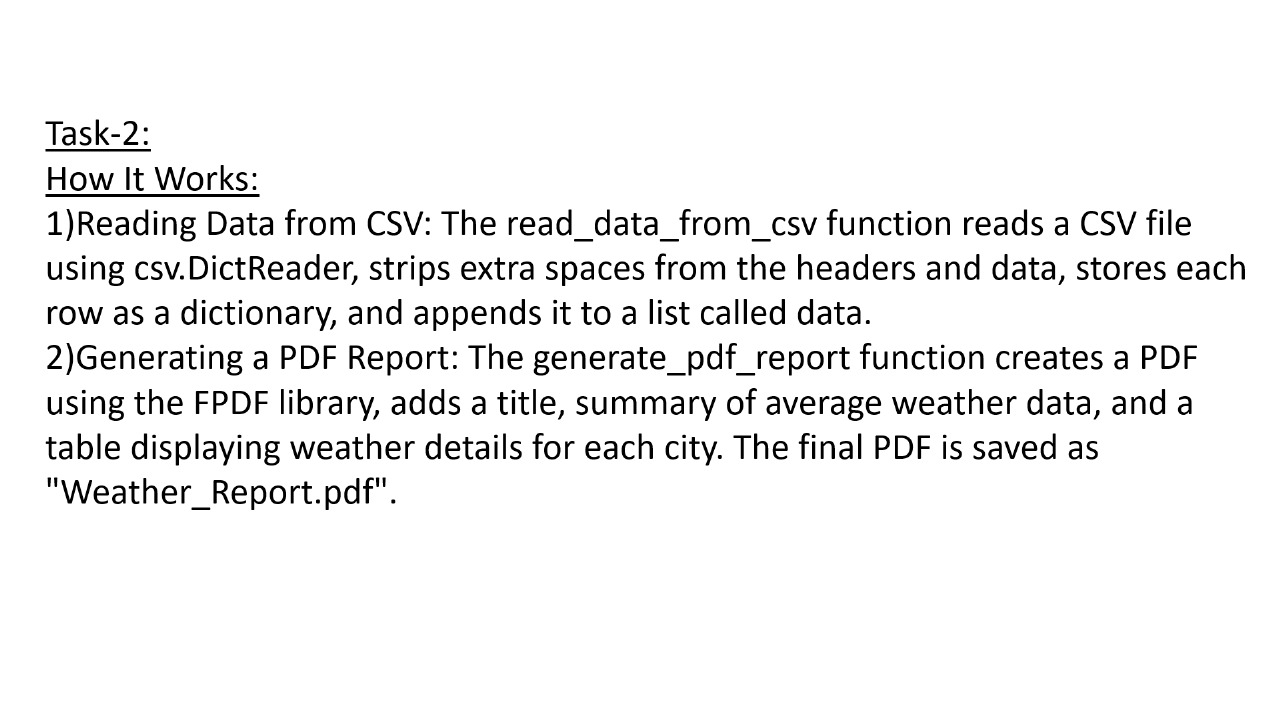 Task-2:
How It Works:
1)Reading Data from CSV: The read_data_from_csv function reads a CSV file
using csv.DictReader, strips extra spaces from the headers and data, stores each
row as a dictionary, and appends it to a list called data.
2)Generating a PDF Report: The generate_pdf_report function creates a PDF
using the FPDF library, adds a title, summary of average weather data, and a
table displaying weather details for each city. The final PDF is saved as
"Weather_Report.pdf".